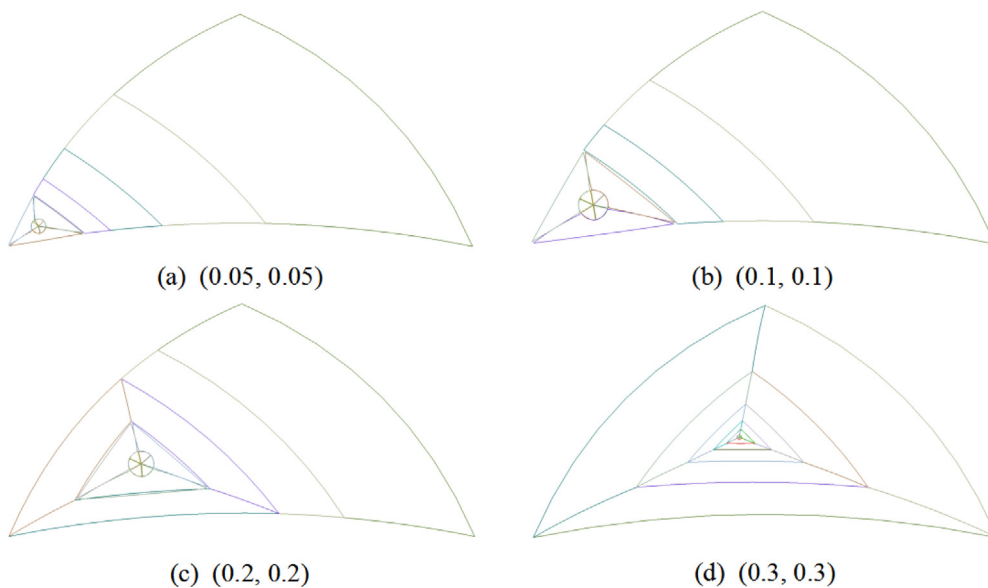 (a) (0.05, 0.05)
(b) (0.1, 0.1)
(c) (0.2, 0.2)
(d) (0.3, 0.3)